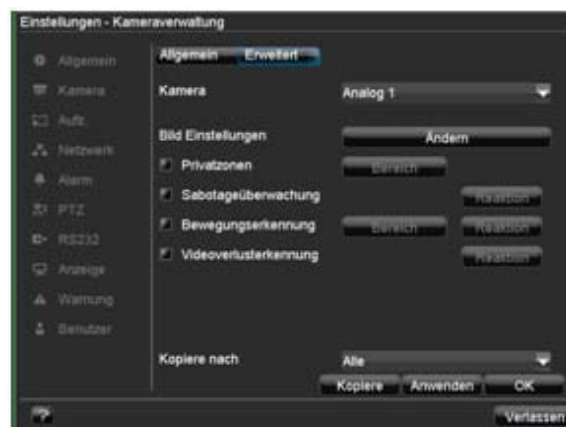 Einstellungen - Kameraverwaltung
Allgemein
Kamera
Aufz.
Netzwerk
Alarm
PTZ
RS232
Anzeige
Warnung
Benutzer
Allgemein Erweitert
Kamera Analog 1
Bild Einstellungen Ändern
Privatzonen Bereich
Sabotageüberwachung Reaktion
Bewegungserkennung Bereich Reaktion
Videoverlusterkennung Reaktion
Kopiere nach Alle
Kopiere Anwenden OK
? Verlassen